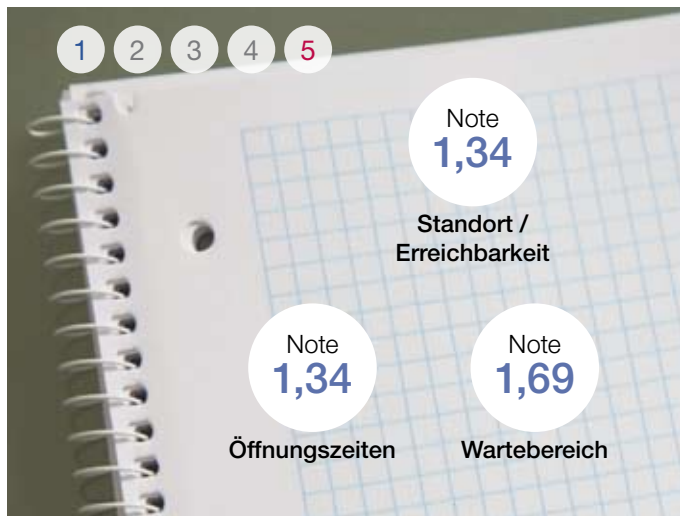 1 2 3 4 5
Note
1,34
Standort /
Erreichbarkeit
Note
1,34
Öffnungszeiten
Note
1,69
Wartebereich